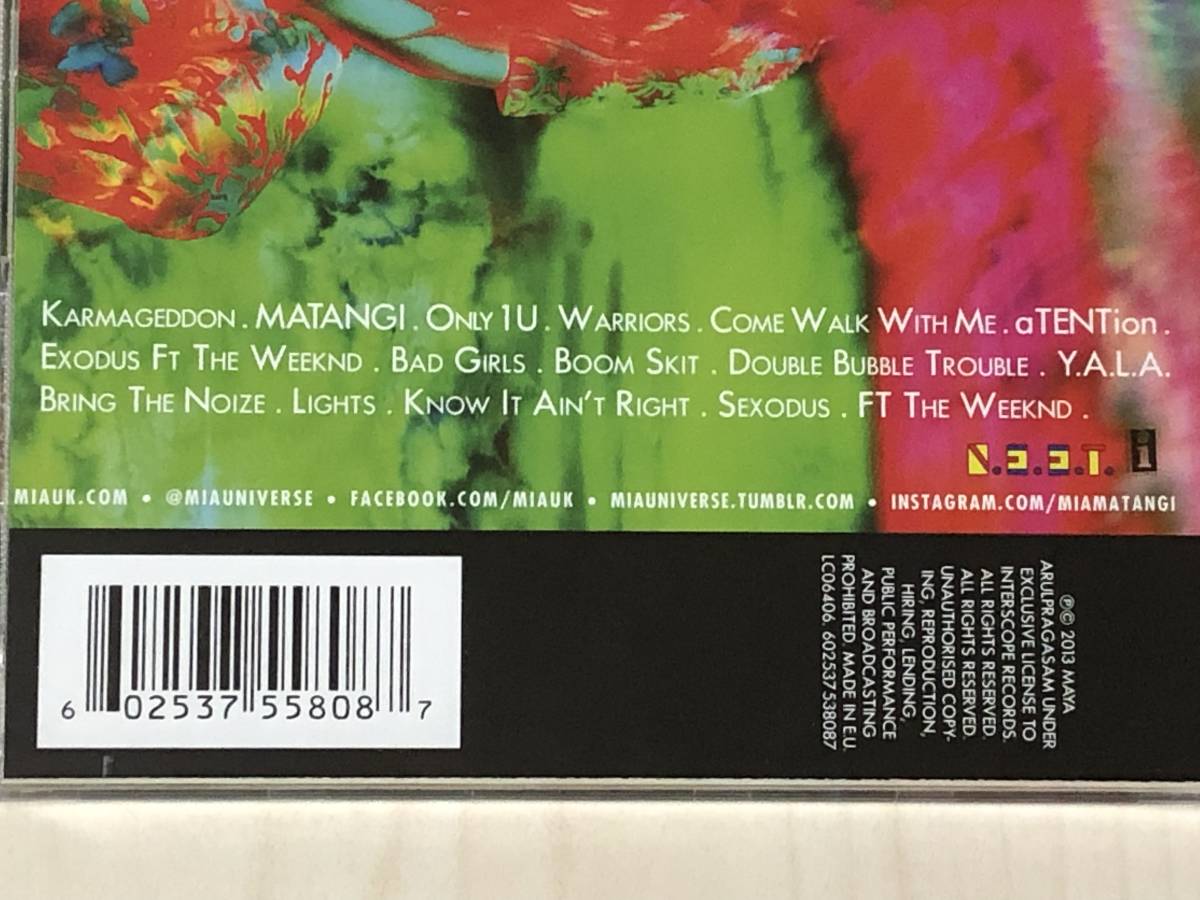 KARMAGEDDON . MATANGI . ONLY 1U . WARRIORS . COME WALK WITH ME . aTENTion .
EXODUS FT THE WEEKND . BAD GIRLS . BOOM SKIT . DOUBLE BUBBLE TROUBLE . Y.A.L.A.
BRING THE NOIZE . LIGHTS . KNOW IT AIN'T RIGHT . SEXODUS . FT THE WEEKND .
N.E.E.T. i
. MIAUK.COM • @MIAUNIVERSE • FACEBOOK.COM/MIAUK • MIAUNIVERSE.TUMBLR.COM • INSTAGRAM.COM/MIAMATANGI
6 02537 55808 7
℗© 2013 MAYA
ARULPRAGASAM UNDER
EXCLUSIVE LICENSE TO
INTERSCOPE RECORDS.
ALL RIGHTS RESERVED.
ALL RIGHTS RESERVED.
UNAUTHORISED COPY-
ING, REPRODUCTION,
HIRING, LENDING,
PUBLIC PERFORMANCE
AND BROADCASTING
PROHIBITED. MADE IN E.U.
LC06406 602537538087